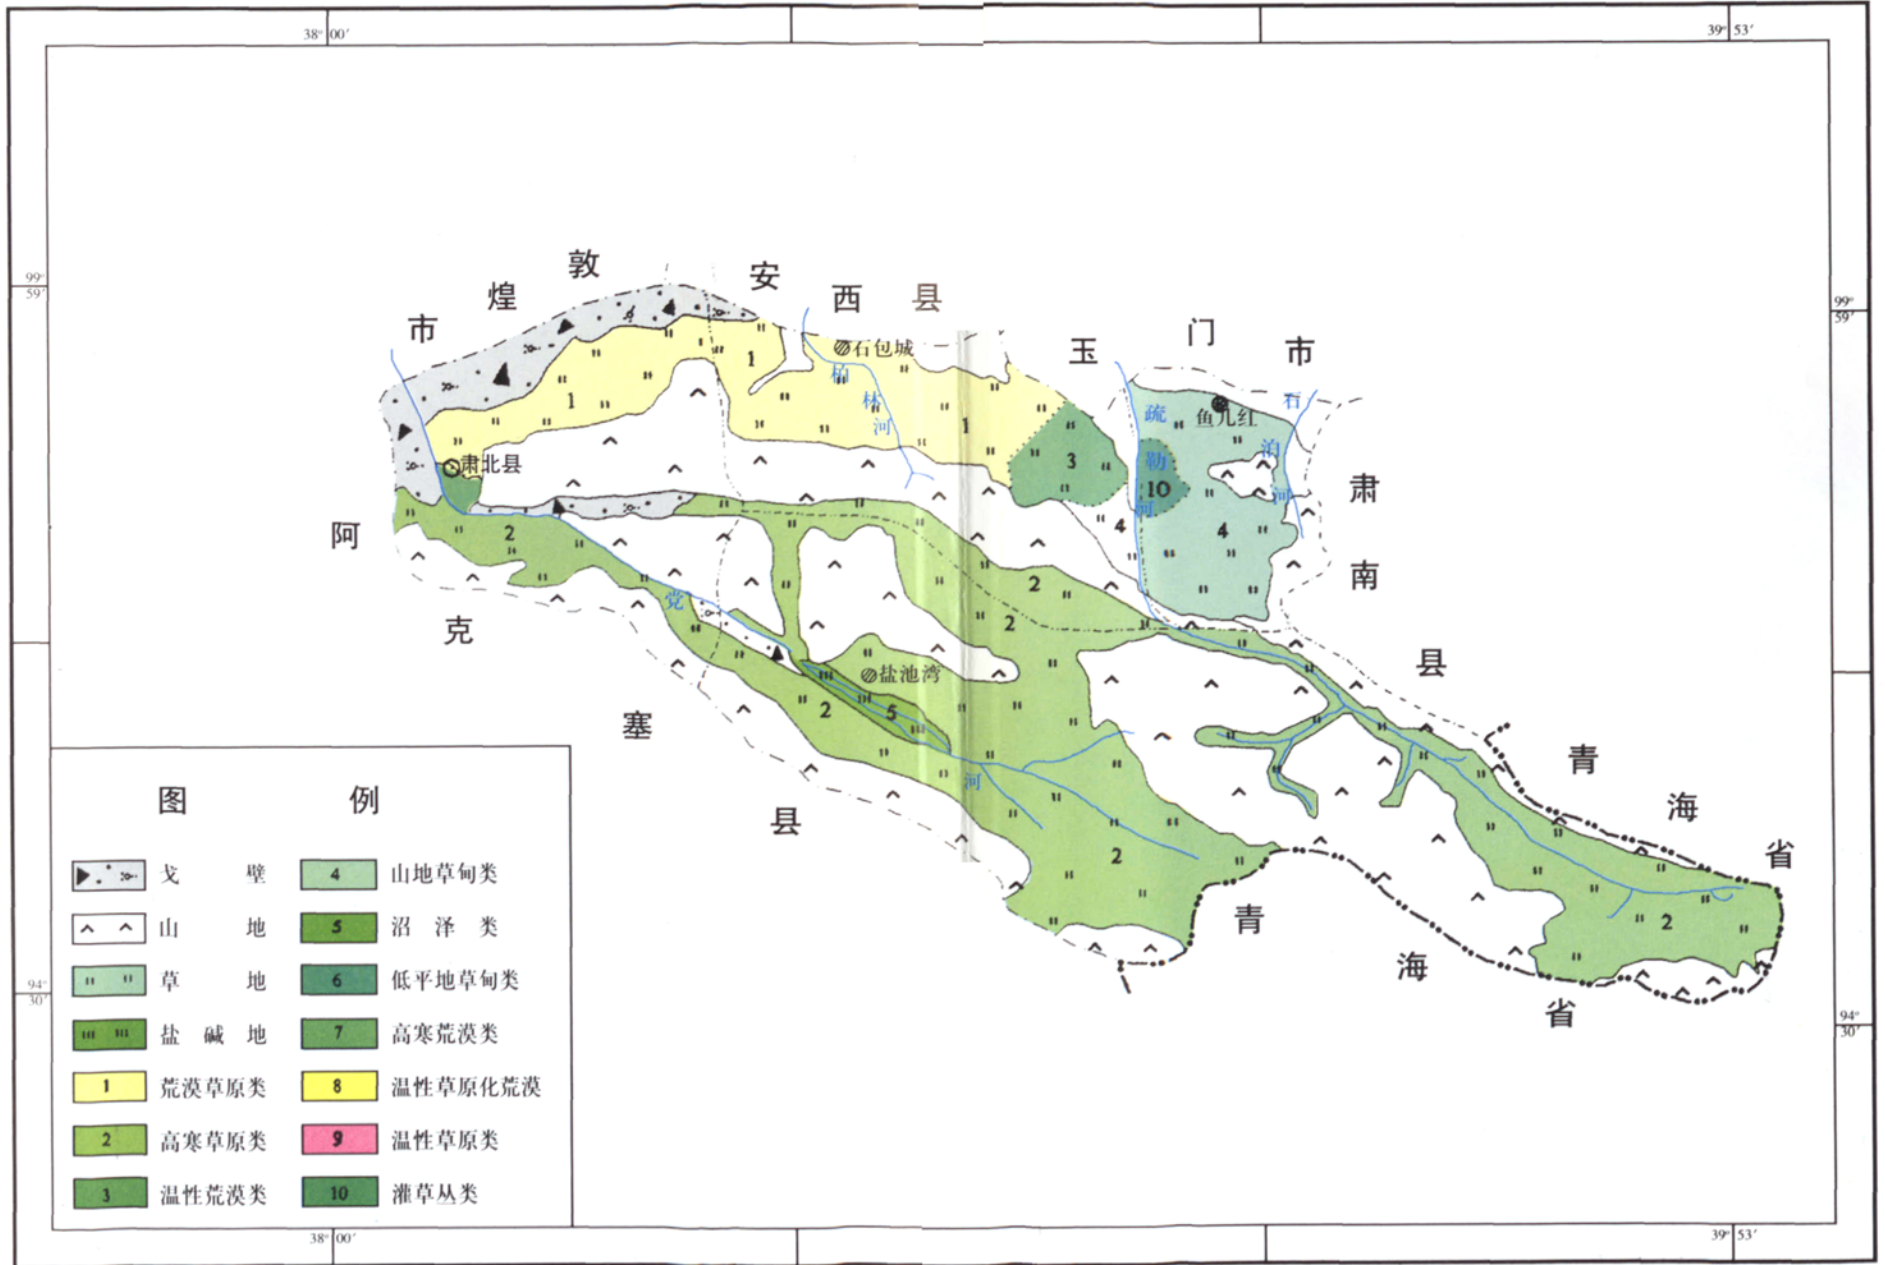 38° 00′
39° 53′
99° 59′
99° 59′
敦
煌
市
安
西
县
玉
门
市
石包城
柏
林
河
疏
勒
河
鱼儿红
石
泊
河
肃北县
1
1
1
3
10
4
4
肃
南
县
阿
克
塞
县
2
2
2
党
河
盐池湾
2
5
2
2
青
海
省
青
海
省
图 例
戈 壁
4 山地草甸类
山 地
5 沼 泽 类
草 地
6 低平地草甸类
盐 碱 地
7 高寒荒漠类
1 荒漠草原类
8 温性草原化荒漠
2 高寒草原类
9 温性草原类
3 温性荒漠类
10 灌草丛类
94° 30′
94° 30′
38° 00′
39° 53′